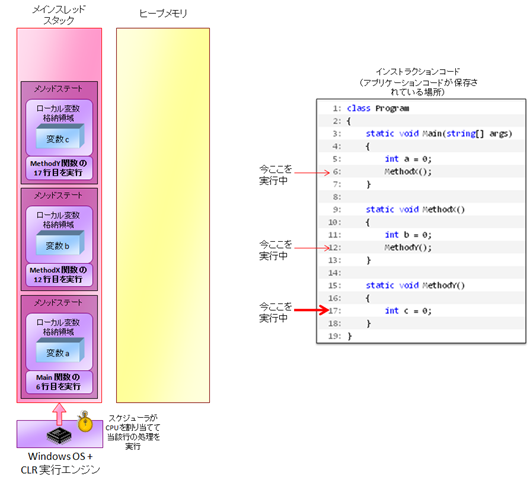 メインスレッド
スタック
ヒープメモリ
メソッドステート
ローカル変数
格納領域
変数c
MethodY 関数の
17行目を実行
メソッドステート
ローカル変数
格納領域
変数b
MethodX 関数の
12行目を実行
メソッドステート
ローカル変数
格納領域
変数a
Main 関数の
6行目を実行
スケジューラが
CPUを割り当てて
当該行の処理を
実行
Windows OS +
CLR 実行エンジン
インストラクションコード
(アプリケーションコードが保存さ
れている場所)
今ここを
実行中
今ここを
実行中
今ここを
実行中
1: class Program
2: {
3: static void Main(string[] args)
4: {
5: int a = 0;
6: MethodX();
7: }
8:
9: static void MethodX()
10: {
11: int b = 0;
12: MethodY();
13: }
14:
15: static void MethodY()
16: {
17: int c = 0;
18: }
19: }